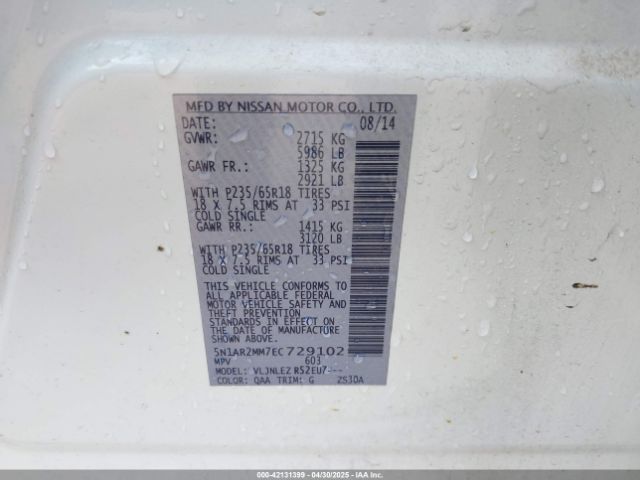 MFD BY NISSAN MOTOR CO., LTD.
DATE: 08/14
GVWR: 2715 KG
5986 LB
GAWR FR.: 1325 KG
2921 LB
WITH P235/65R18 TIRES
18 X 7.5 RIMS AT 33 PSI
COLD SINGLE
GAWR RR.: 1415 KG
3120 LB
WITH P235/65R18 TIRES
18 X 7.5 RIMS AT 33 PSI
COLD SINGLE
THIS VEHICLE CONFORMS TO
ALL APPLICABLE FEDERAL
MOTOR VEHICLE SAFETY AND
THEFT PREVENTION
STANDARDS IN EFFECT ON
THE DATE OF MANUFACTURE
SHOWN ABOVE.
5N1AR2MM7EC729102
MPV 603
MODEL: VLJNLEZ R52EU7---
COLOR: QAA TRIM: G ZS30A
000-42131399 - 04/30/2025 - IAAI.com